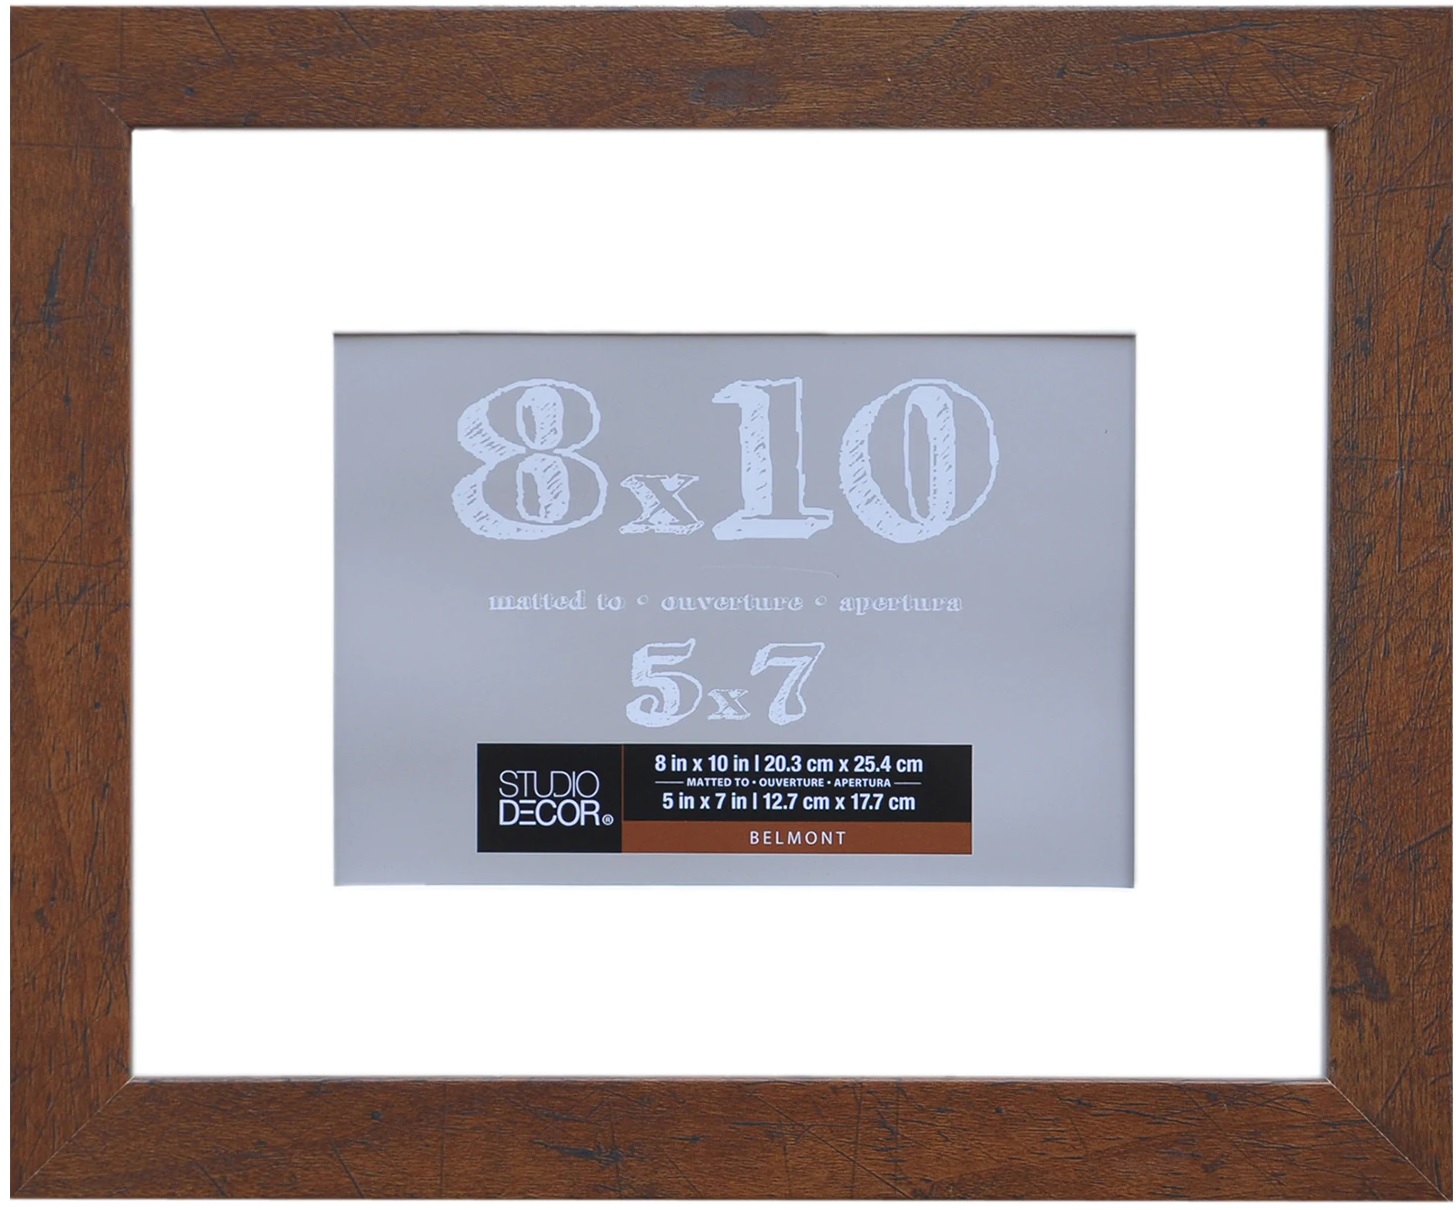 8x10
matted to • ouverture • apertura
5x7
STUDIO
DECOR®
8 in x 10 in | 20.3 cm x 25.4 cm
MATTED TO • OUVERTURE • APERTURA
5 in x 7 in | 12.7 cm x 17.7 cm
BELMONT